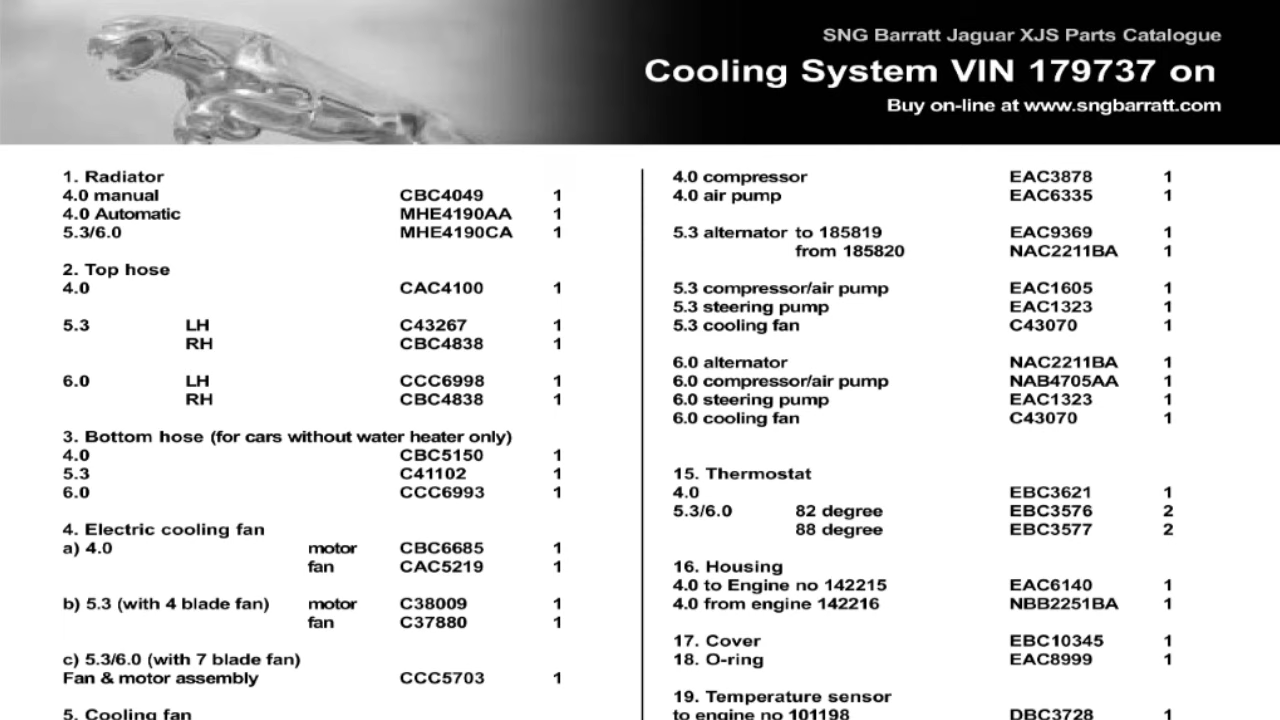 SNG Barratt Jaguar XJS Parts Catalogue
Cooling System VIN 179737 on
Buy on-line at www.sngbarratt.com
1. Radiator
4.0 manual CBC4049 1
4.0 Automatic MHE4190AA 1
5.3/6.0 MHE4190CA 1
2. Top hose
4.0 CAC4100 1
5.3 LH C43267 1
RH CBC4838 1
6.0 LH CCC6998 1
RH CBC4838 1
3. Bottom hose (for cars without water heater only)
4.0 CBC5150 1
5.3 C41102 1
6.0 CCC6993 1
4. Electric cooling fan
a) 4.0 motor CBC6685 1
fan CAC5219 1
b) 5.3 (with 4 blade fan) motor C38009 1
fan C37880 1
c) 5.3/6.0 (with 7 blade fan)
Fan & motor assembly CCC5703 1
5. Cooling fan
4.0 compressor EAC3878 1
4.0 air pump EAC6335 1
5.3 alternator to 185819 EAC9369 1
from 185820 NAC2211BA 1
5.3 compressor/air pump EAC1605 1
5.3 steering pump EAC1323 1
5.3 cooling fan C43070 1
6.0 alternator NAC2211BA 1
6.0 compressor/air pump NAB4705AA 1
6.0 steering pump EAC1323 1
6.0 cooling fan C43070 1
15. Thermostat
4.0 EBC3621 1
5.3/6.0 82 degree EBC3576 2
88 degree EBC3577 2
16. Housing
4.0 to Engine no 142215 EAC6140 1
4.0 from engine 142216 NBB2251BA 1
17. Cover EBC10345 1
18. O-ring EAC8999 1
19. Temperature sensor
to engine no 101198 DBC3728 1